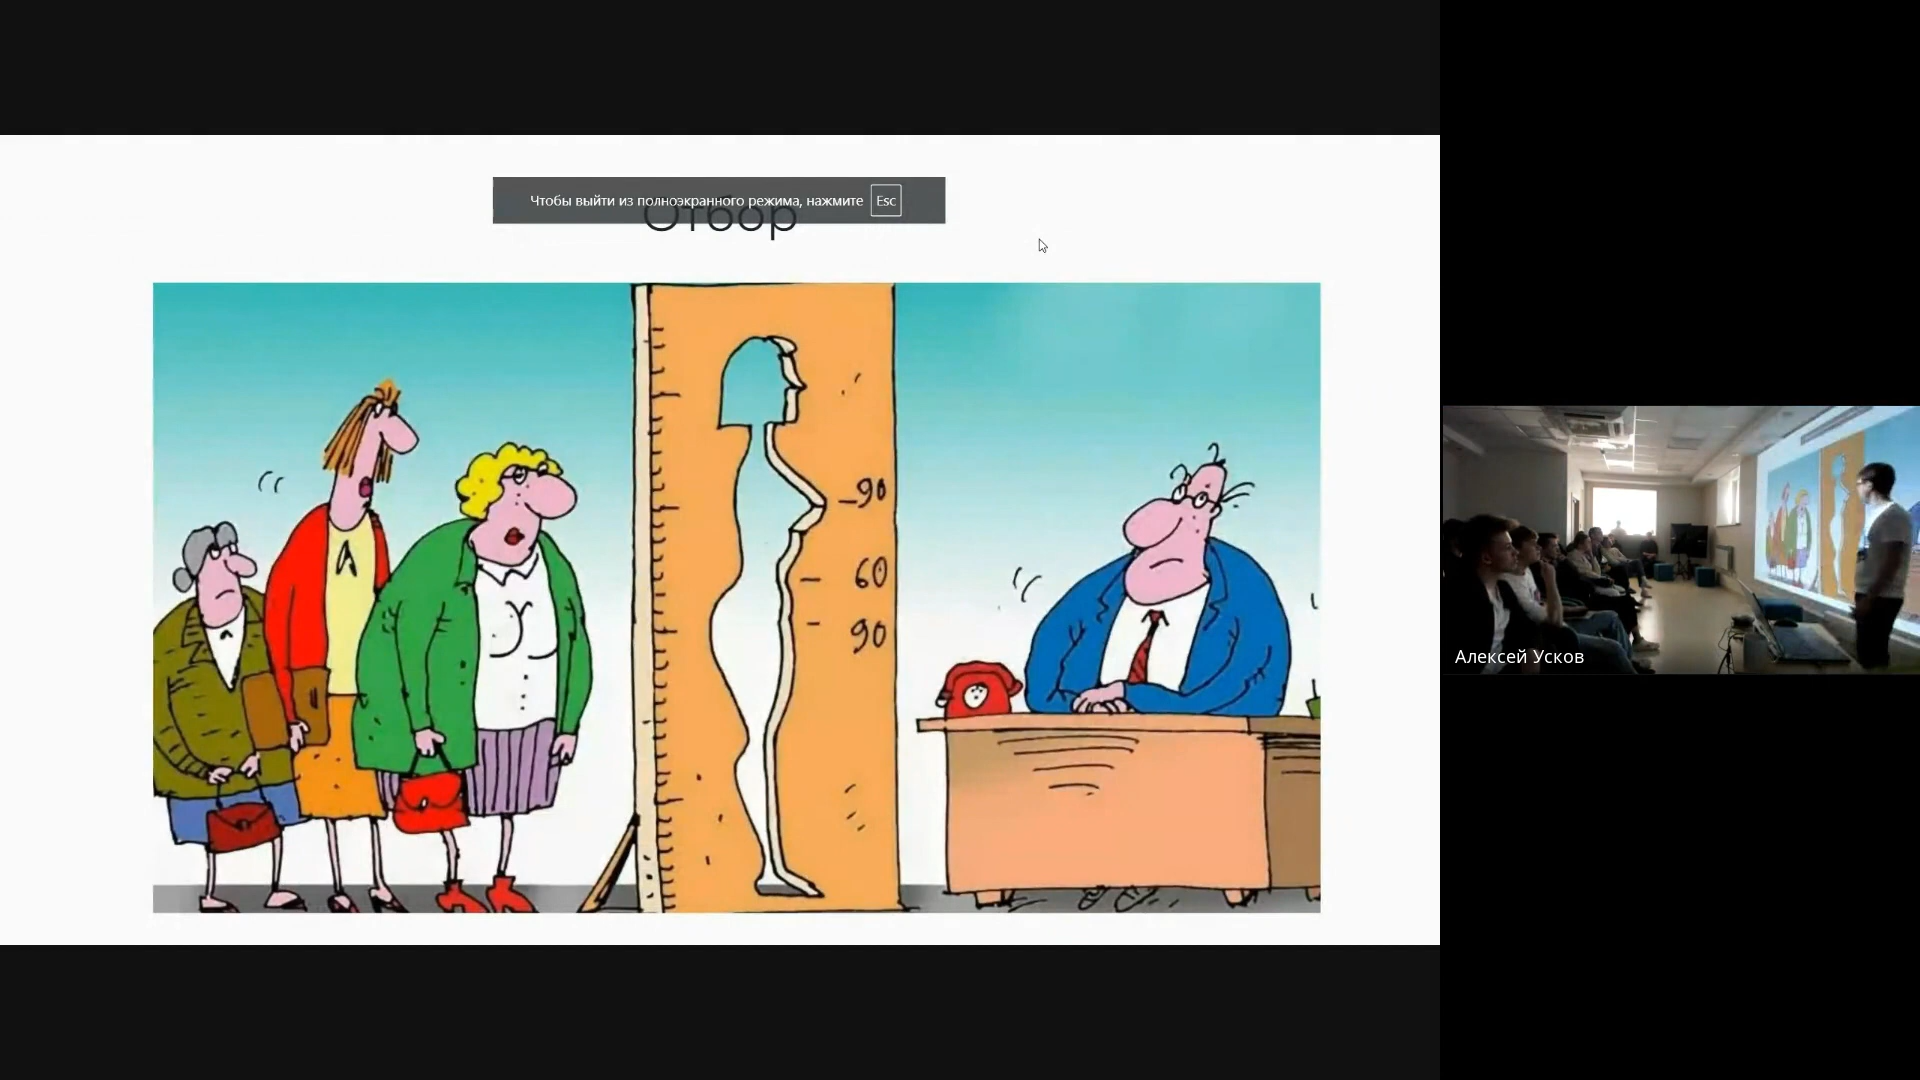 Чтобы выйти из полноэкранного режима, нажмите Esc
Отбор
90
60
90
Алексей Усков